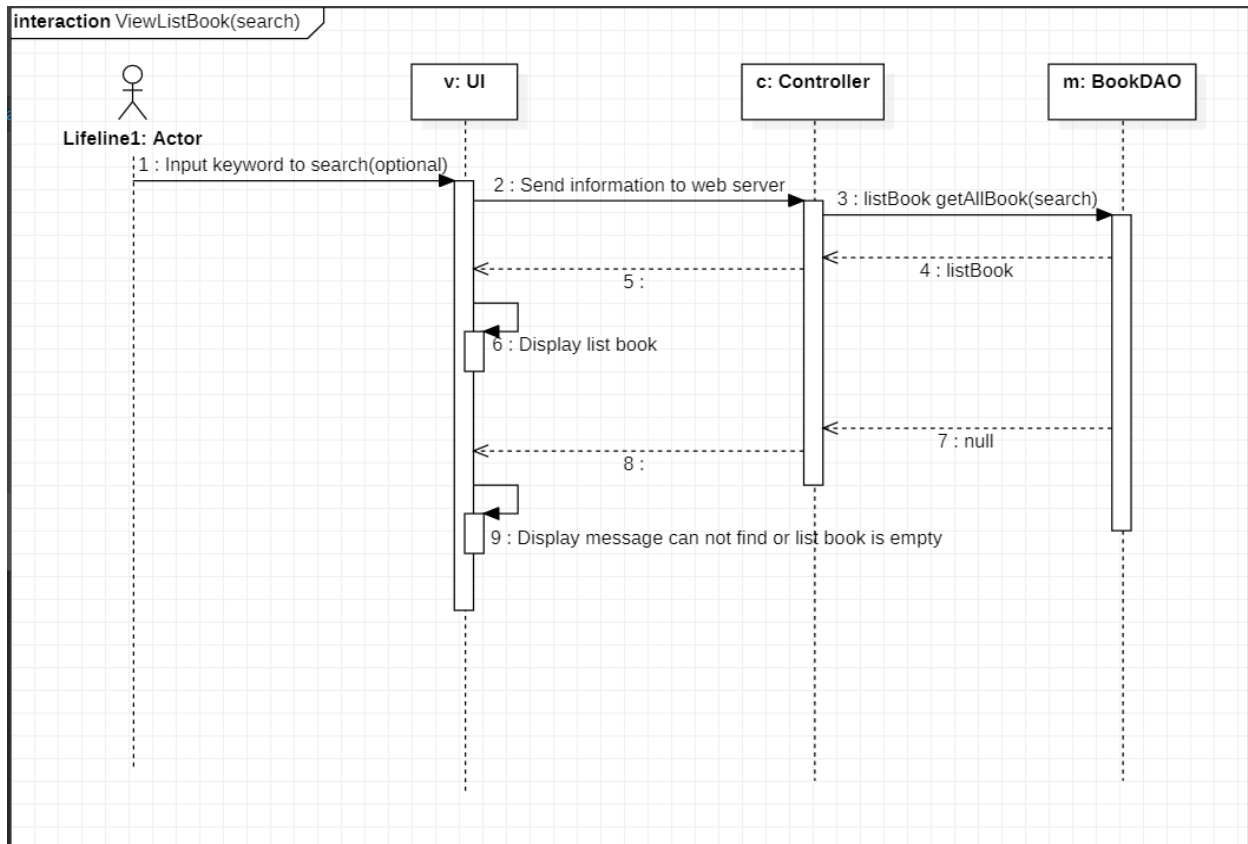 interaction ViewListBook(search)
v: UI
c: Controller
m: BookDAO
Lifeline1: Actor
1 : Input keyword to search(optional)
2 : Send information to web server
3 : listBook getAllBook(search)
4 : listBook
5 :
6 : Display list book
7 : null
8 :
9 : Display message can not find or list book is empty